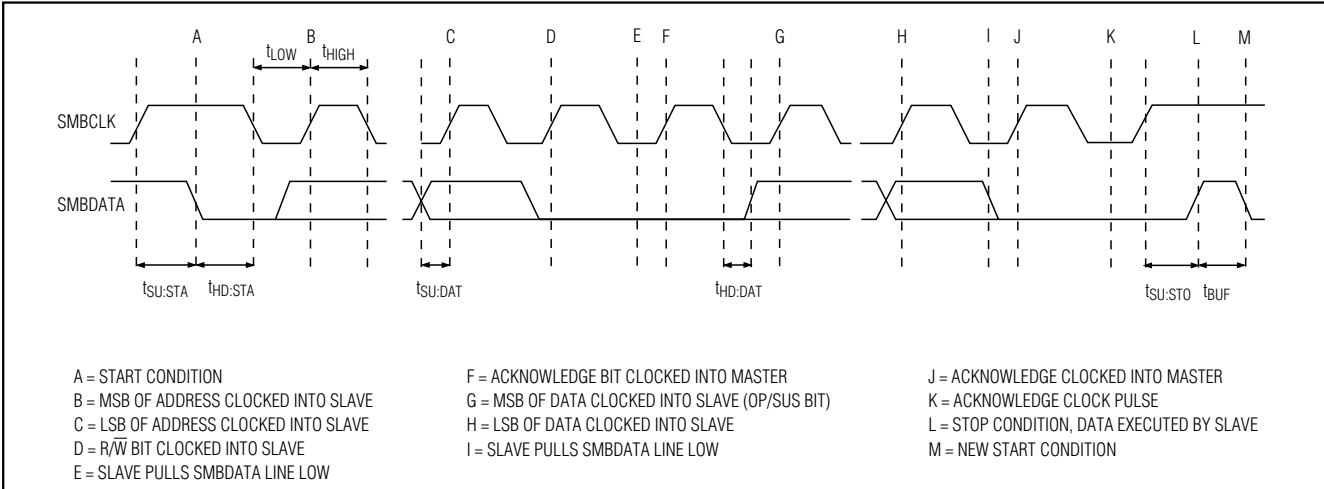 A B C D E F G H I J K L M
tLOW tHIGH
SMBCLK
SMBDATA
tSU:STA tHD:STA tSU:DAT tHD:DAT tSU:STO tBUF
A = START CONDITION
B = MSB OF ADDRESS CLOCKED INTO SLAVE
C = LSB OF ADDRESS CLOCKED INTO SLAVE
D = R/W̅ BIT CLOCKED INTO SLAVE
E = SLAVE PULLS SMBDATA LINE LOW
F = ACKNOWLEDGE BIT CLOCKED INTO MASTER
G = MSB OF DATA CLOCKED INTO SLAVE (OP/SUS BIT)
H = LSB OF DATA CLOCKED INTO SLAVE
I = SLAVE PULLS SMBDATA LINE LOW
J = ACKNOWLEDGE CLOCKED INTO MASTER
K = ACKNOWLEDGE CLOCK PULSE
L = STOP CONDITION, DATA EXECUTED BY SLAVE
M = NEW START CONDITION